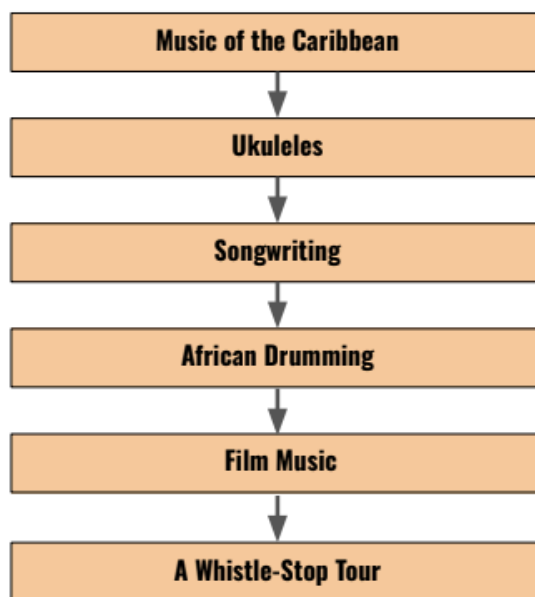 Music of the Caribbean
Ukuleles
Songwriting
African Drumming
Film Music
A Whistle-Stop Tour